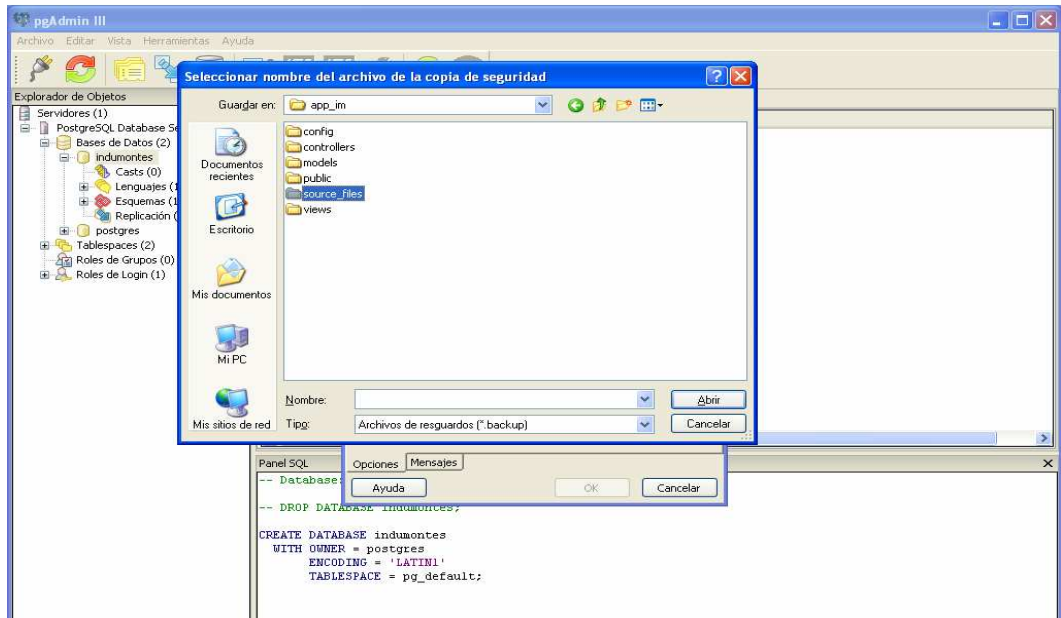 pgAdmin III
Archivo Editar Vista Herramientas Ayuda
Seleccionar nombre del archivo de la copia de seguridad
Guardar en: app_im
config
controllers
models
public
source_files
views
Documentos recientes
Escritorio
Mis documentos
Mi PC
Mis sitios de red
Nombre:
Abrir
Tipo: Archivos de resguardos (*.backup)
Cancelar
Explorador de Objetos
Servidores (1)
PostgreSQL Database Se
Bases de Datos (2)
indumontes
Casts (0)
Lenguajes (1
Esquemas (1
Replicación (
postgres
Tablespaces (2)
Roles de Grupos (0)
Roles de Login (1)
Opciones Mensajes
Ayuda OK Cancelar
Panel SQL
-- Database:
-- DROP DATABASE indumontes;
CREATE DATABASE indumontes
WITH OWNER = postgres
ENCODING = 'LATIN1'
TABLESPACE = pg_default;